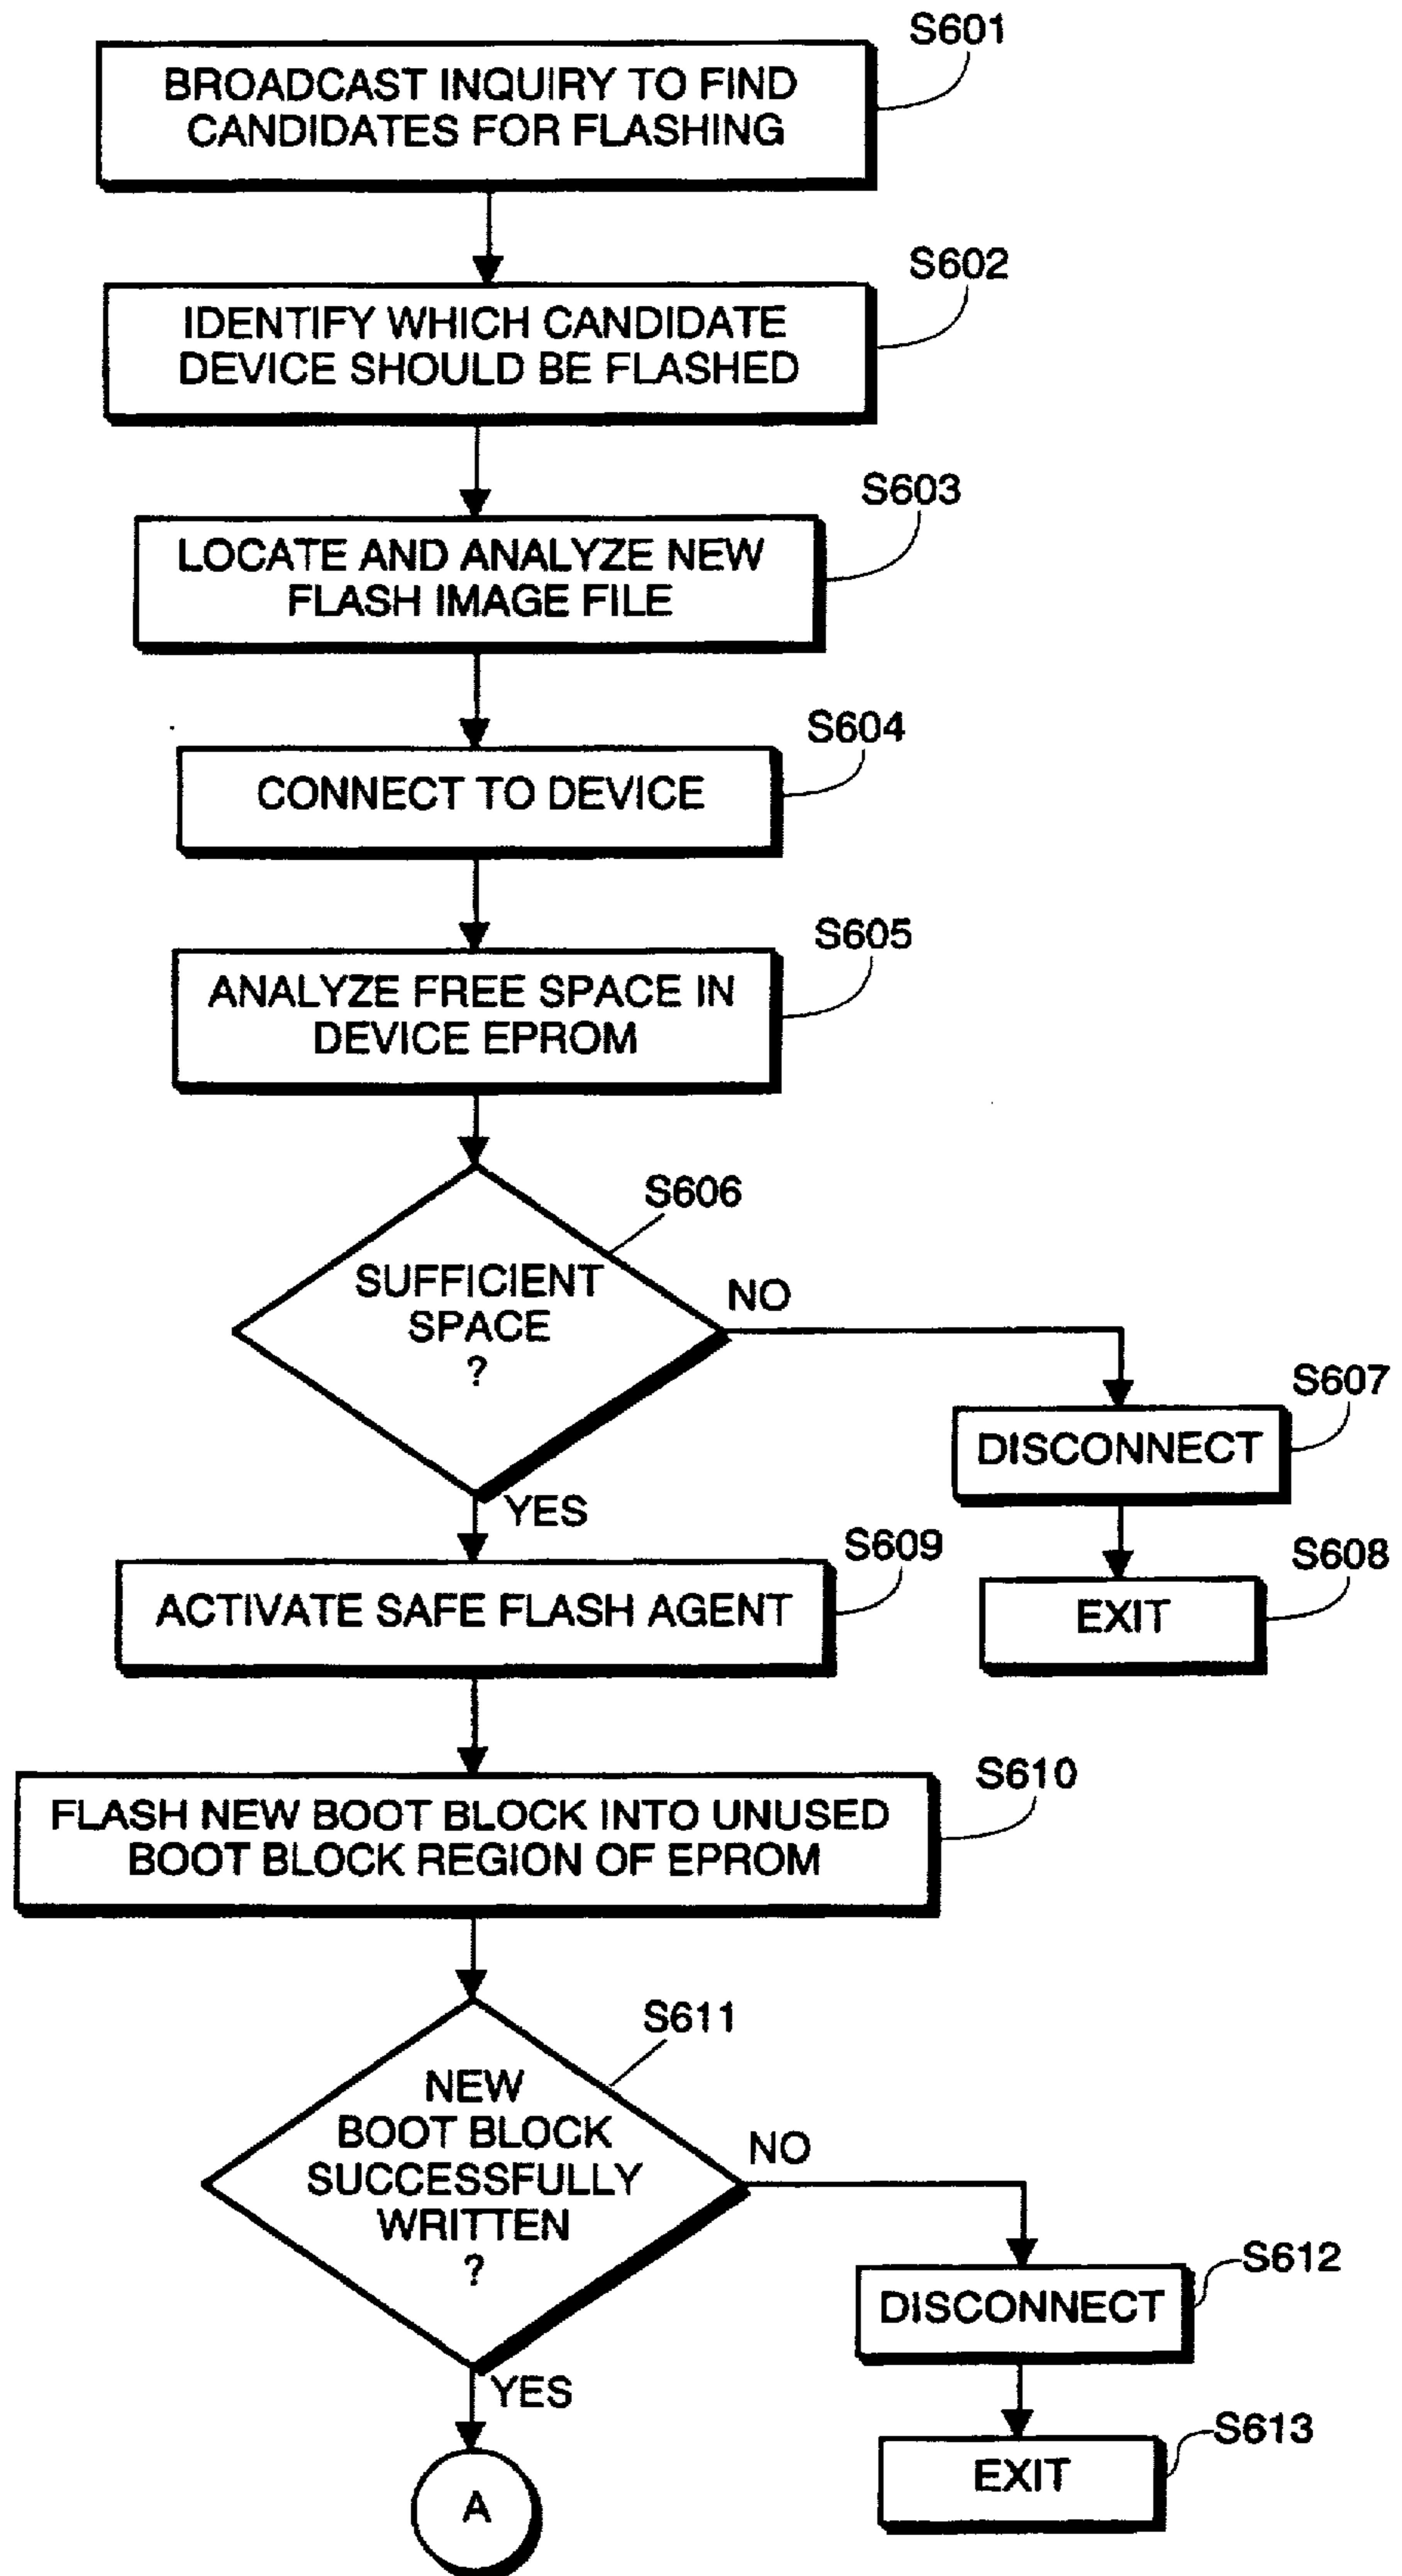 S601
BROADCAST INQUIRY TO FIND
CANDIDATES FOR FLASHING
S602
IDENTIFY WHICH CANDIDATE
DEVICE SHOULD BE FLASHED
S603
LOCATE AND ANALYZE NEW
FLASH IMAGE FILE
S604
CONNECT TO DEVICE
S605
ANALYZE FREE SPACE IN
DEVICE EPROM
S606
SUFFICIENT
SPACE
?
NO
S607
DISCONNECT
YES
S608
EXIT
S609
ACTIVATE SAFE FLASH AGENT
S610
FLASH NEW BOOT BLOCK INTO UNUSED
BOOT BLOCK REGION OF EPROM
S611
NEW
BOOT BLOCK
SUCCESSFULLY
WRITTEN
?
NO
S612
DISCONNECT
YES
S613
EXIT
A